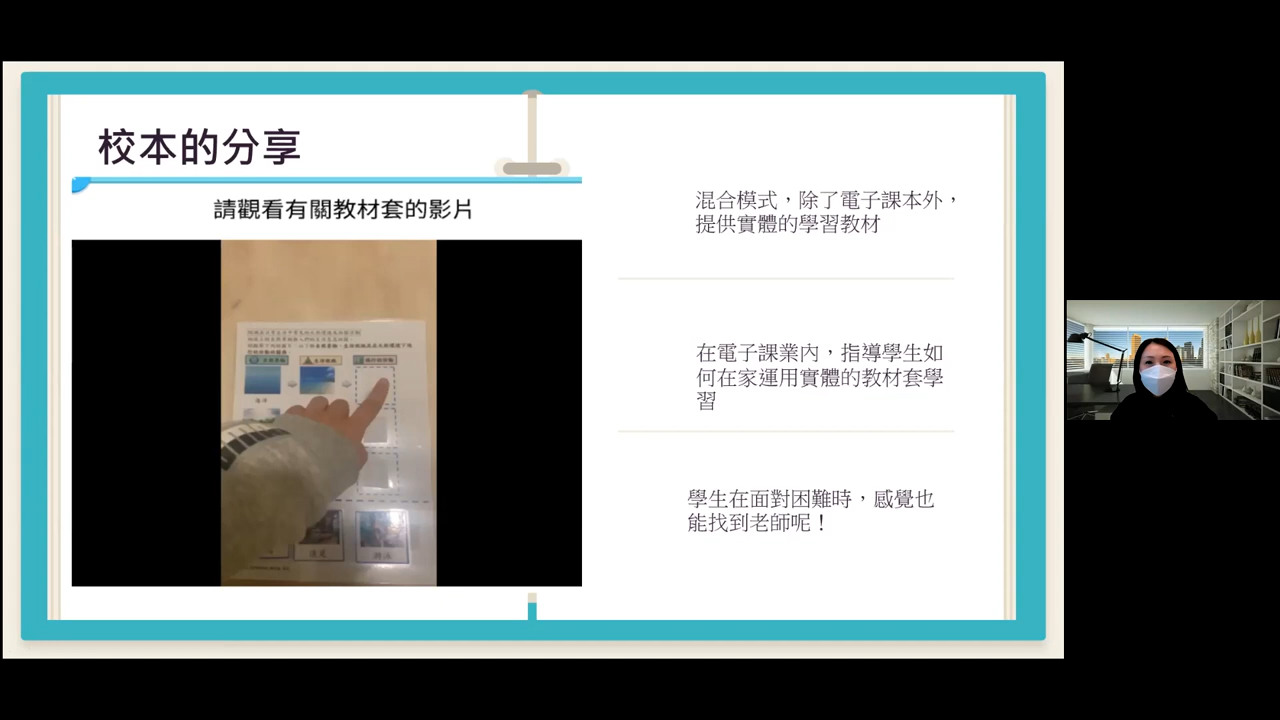 校本的分享
請觀看有關教材套的影片
混合模式，除了電子課本外，
提供實體的學習教材
在電子課業內，指導學生如
何在家運用實體的教材套學
習
學生在面對困難時，感覺也
能找到老師呢！